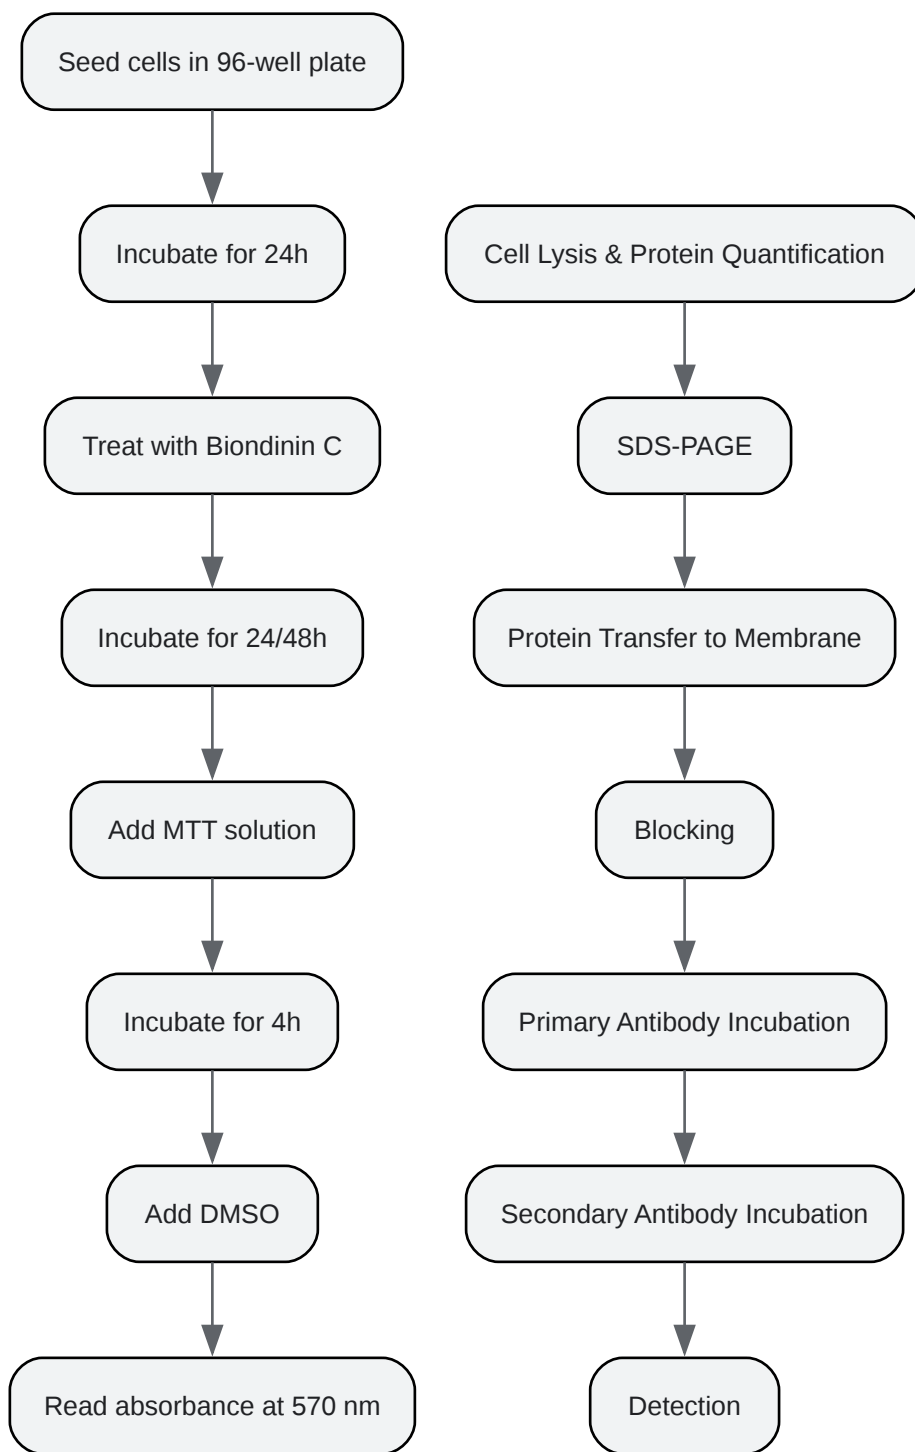 Seed cells in 96-well plate
Incubate for 24h
Treat with Biondinin C
Incubate for 24/48h
Add MTT solution
Incubate for 4h
Add DMSO
Read absorbance at 570 nm
Cell Lysis & Protein Quantification
SDS-PAGE
Protein Transfer to Membrane
Blocking
Primary Antibody Incubation
Secondary Antibody Incubation
Detection